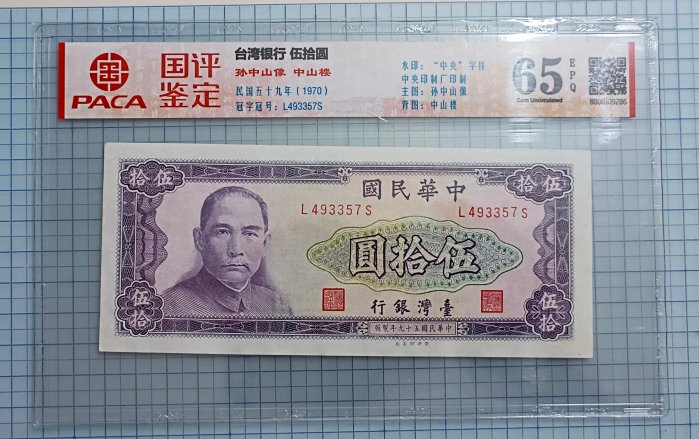 PACA
国评
鉴定
台湾银行 伍拾圆
孙中山像 中山楼
民国五十九年（1970）
冠字冠号：L493357S
水印：“中央”字样
中央印制厂印制
主图：孙中山像
背图：中山楼
65
EPQ
Gem Uncirculated
拾伍
國民華中
拾伍
L 493357 S
L 493357 S
圓拾伍
行銀灣臺
伍拾
版製年九十五國民華中
伍拾